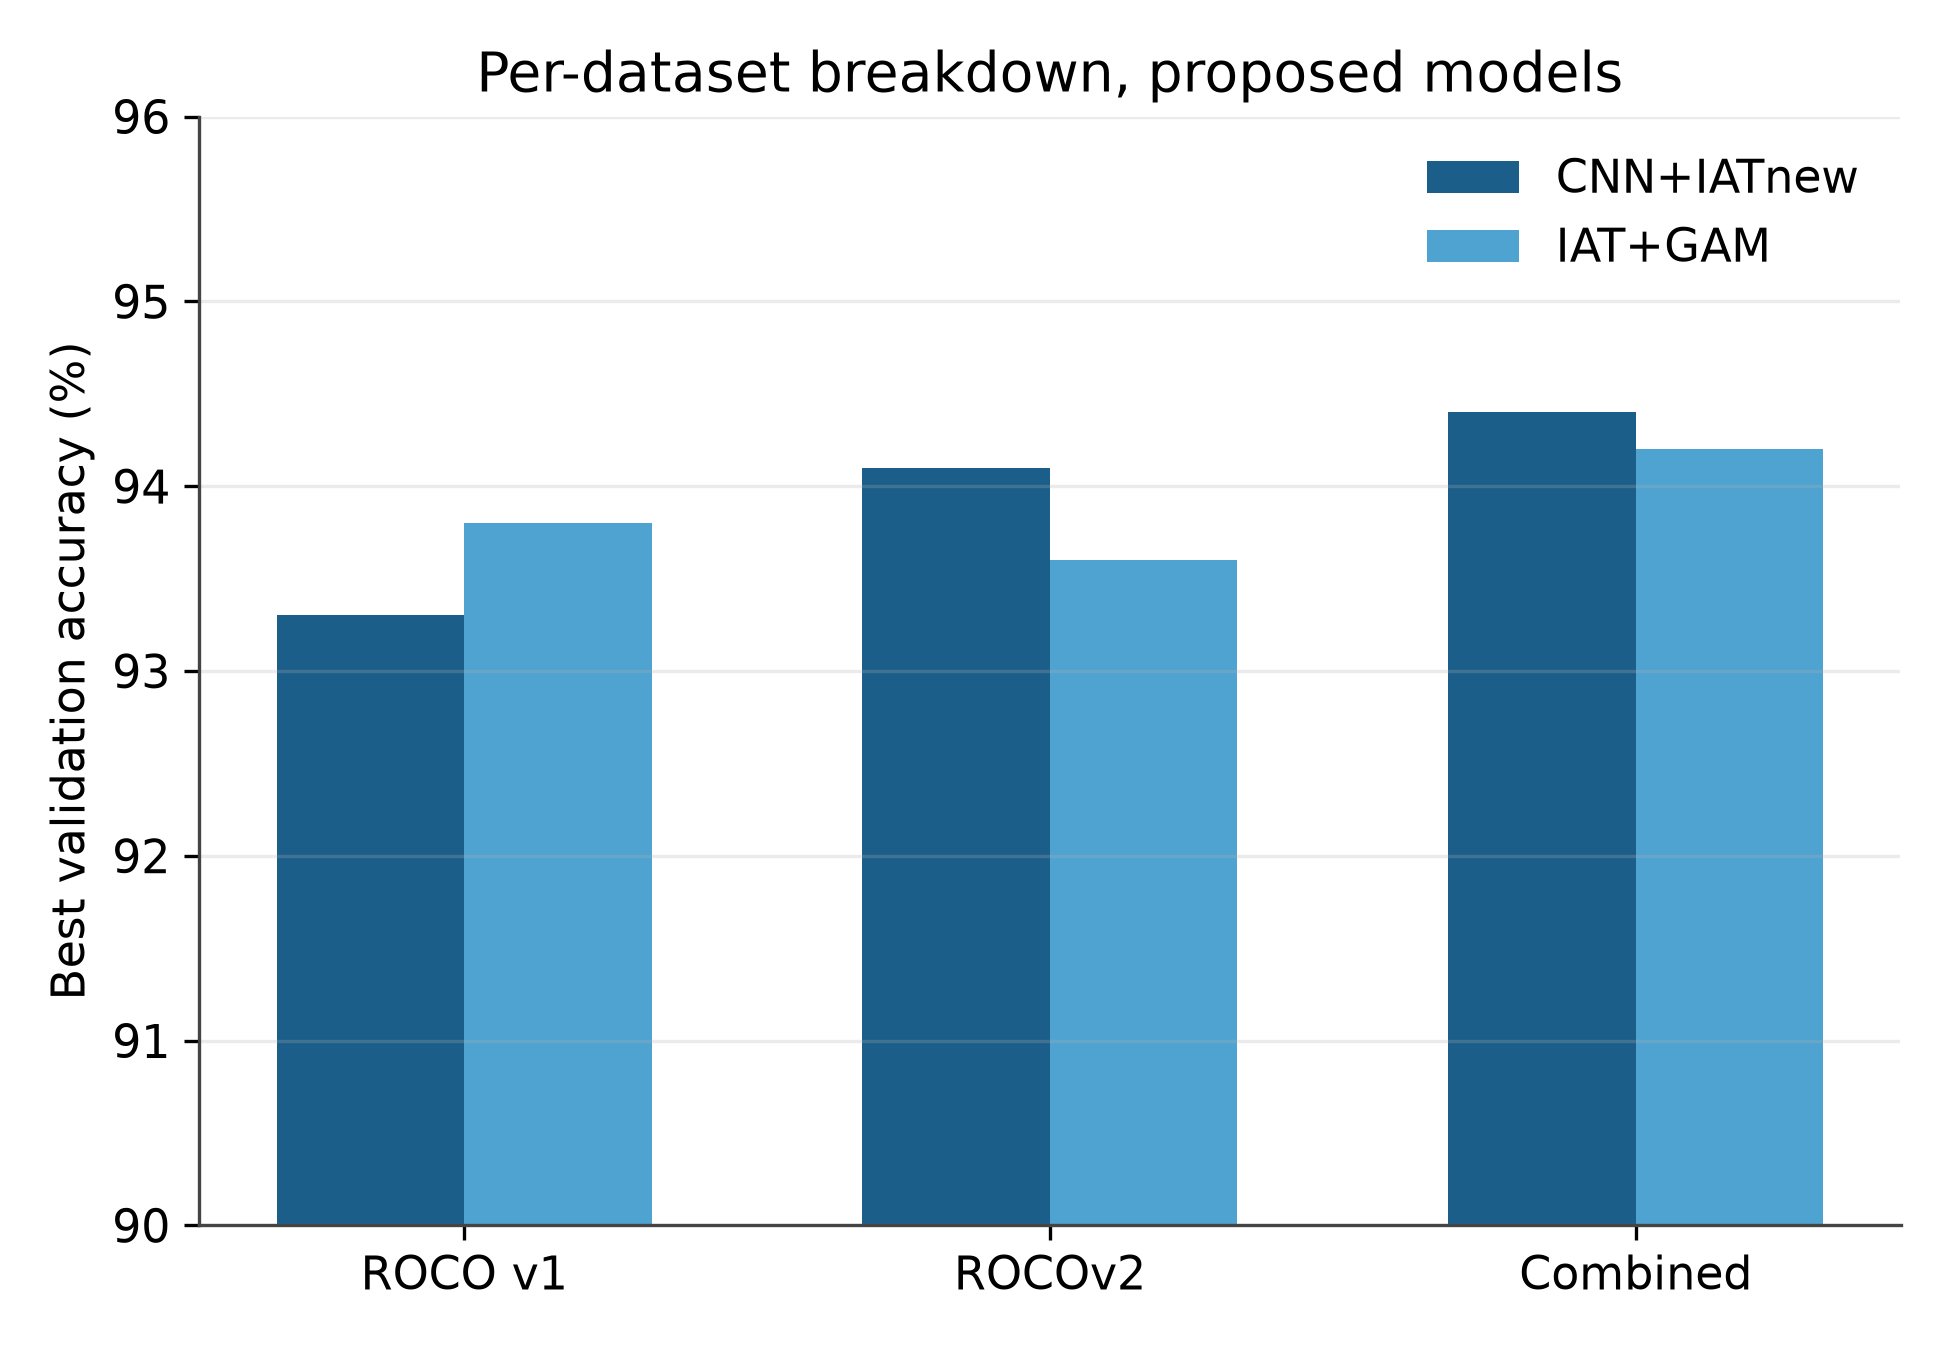 Per-dataset breakdown, proposed models
CNN+IATnew
IAT+GAM
Best validation accuracy (%)
96
95
94
93
92
91
90
ROCO v1
ROCOv2
Combined